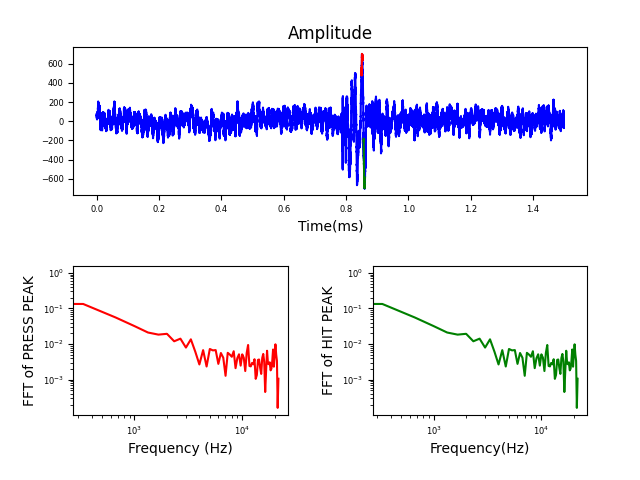 Amplitude
600
400
200
0
−200
−400
−600
0.0 0.2 0.4 0.6 0.8 1.0 1.2 1.4
Time(ms)
FFT of PRESS PEAK
10⁰
10⁻¹
10⁻²
10⁻³
10³ 10⁴
Frequency (Hz)
FFT of HIT PEAK
10⁰
10⁻¹
10⁻²
10⁻³
10³ 10⁴
Frequency(Hz)